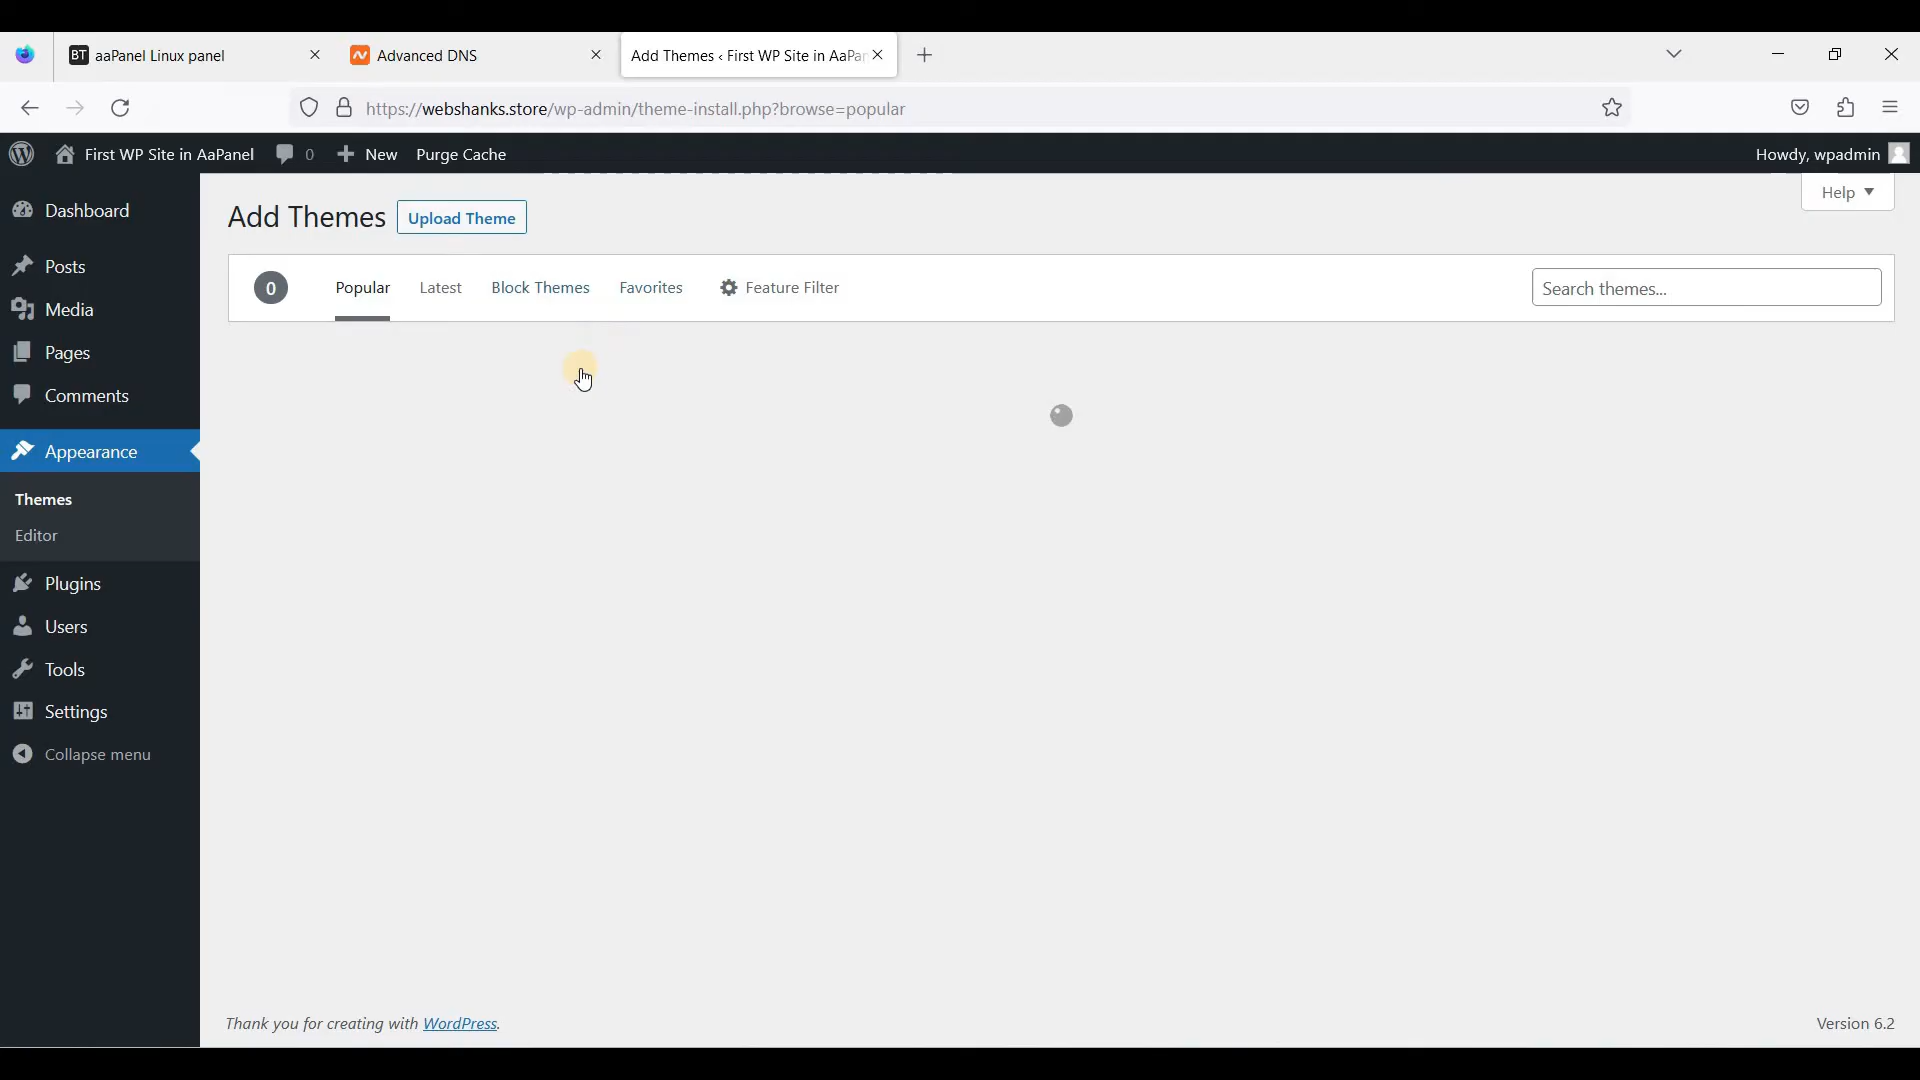 BT aaPanel Linux panel
Advanced DNS
Add Themes ‹ First WP Site in AaPar
https://webshanks.store/wp-admin/theme-install.php?browse=popular
First WP Site in AaPanel 0 New Purge Cache
Howdy, wpadmin
Help
Dashboard
Posts
Media
Pages
Comments
Appearance
Themes
Editor
Plugins
Users
Tools
Settings
Collapse menu
Add Themes Upload Theme
0 Popular Latest Block Themes Favorites Feature Filter
Search themes...
Thank you for creating with WordPress.
Version 6.2